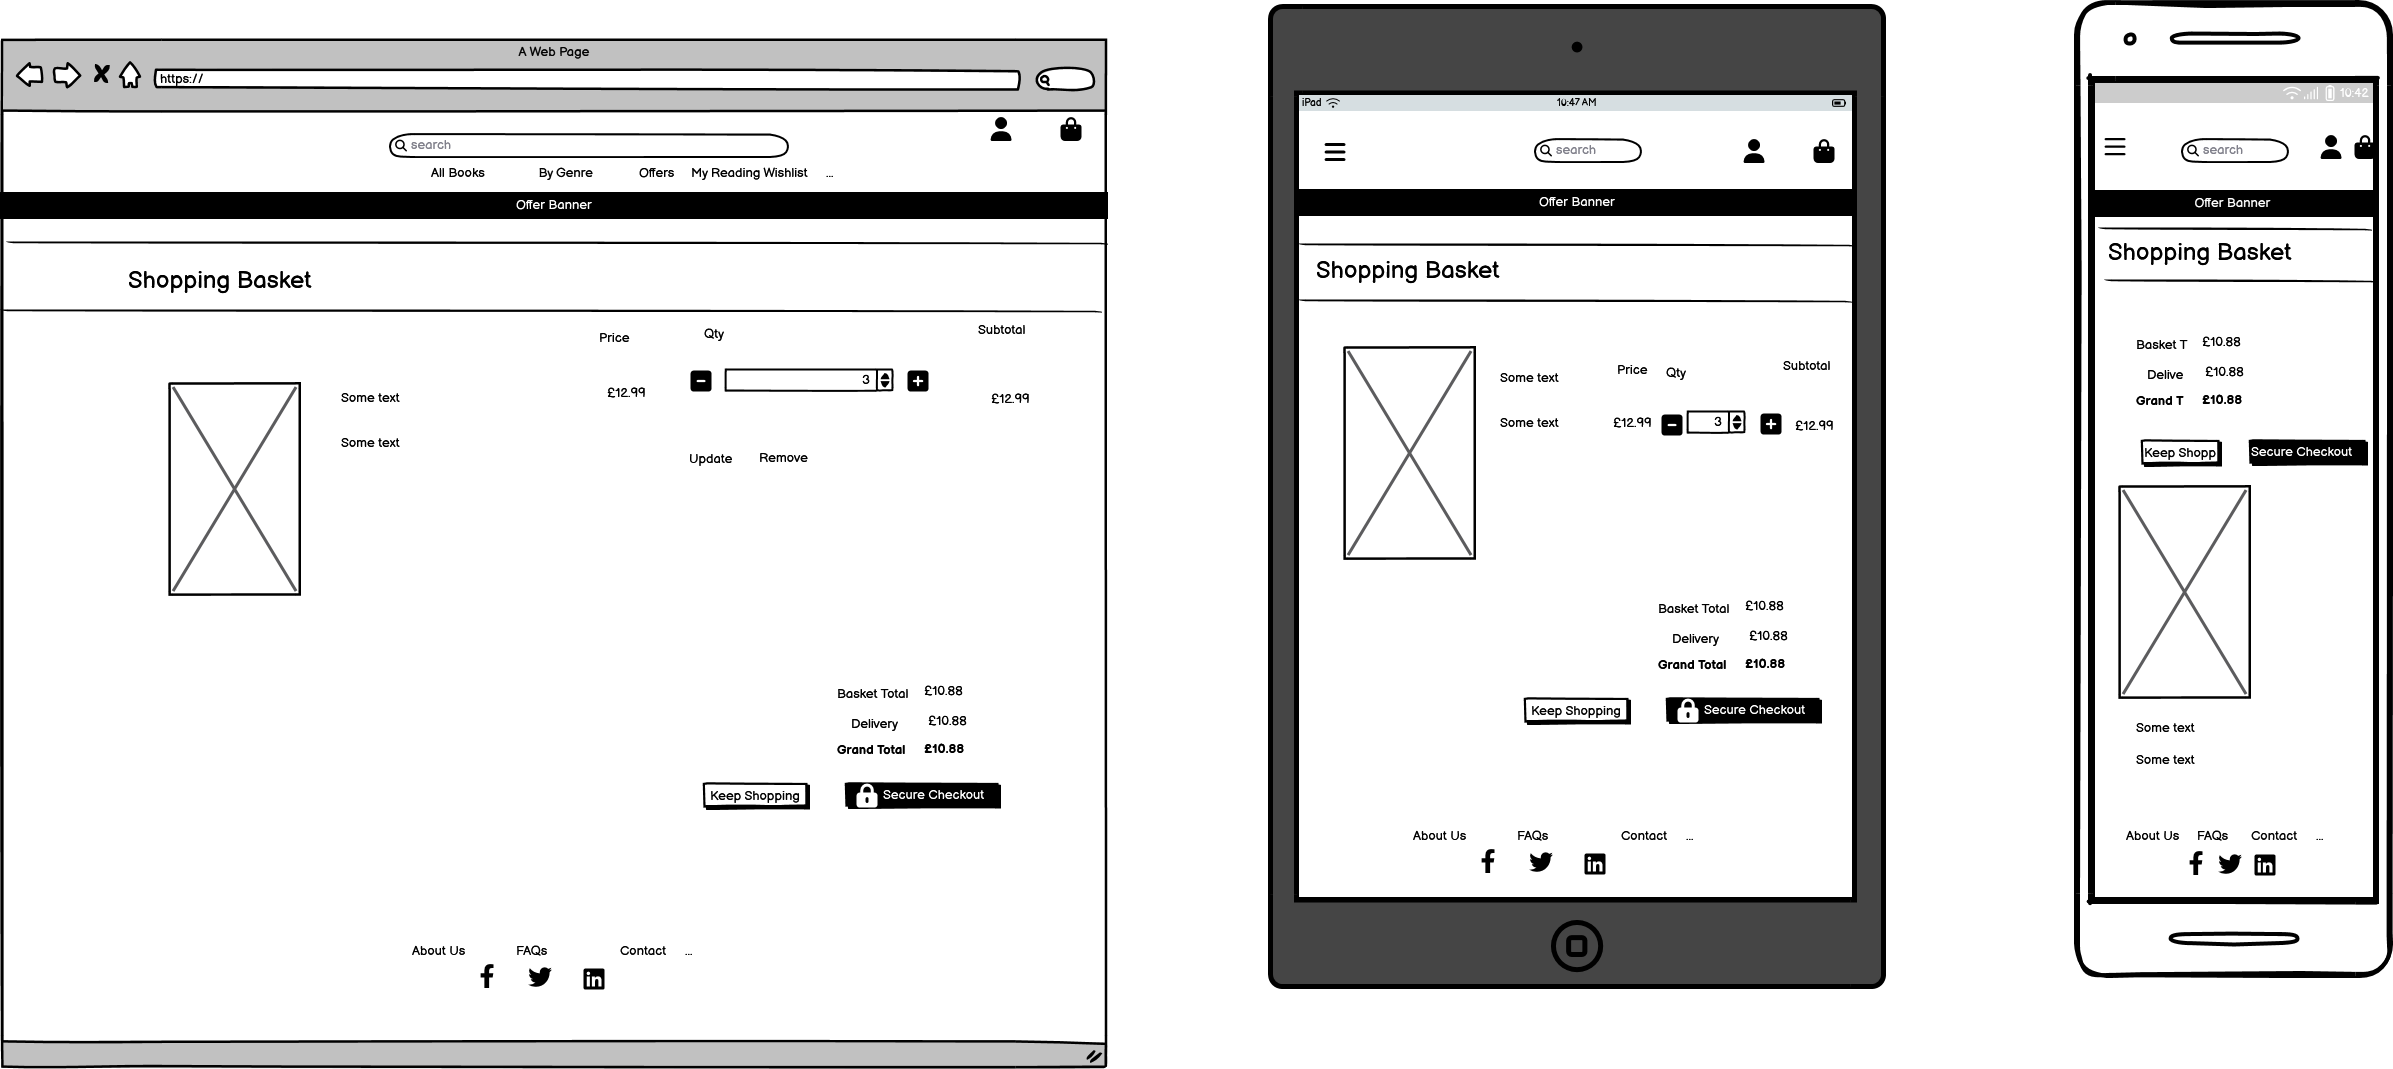 A Web Page
https://
search
All Books By Genre Offers My Reading Wishlist ...
Offer Banner
Shopping Basket
Price Qty Subtotal
£12.99 3 £12.99
Some text
Some text
Update Remove
Basket Total £10.88
Delivery £10.88
Grand Total £10.88
Keep Shopping Secure Checkout
About Us FAQs Contact ...
f in
iPad 10:47 AM
search
Offer Banner
Shopping Basket
Some text Price Qty Subtotal
Some text £12.99 3 £12.99
Basket Total £10.88
Delivery £10.88
Grand Total £10.88
Keep Shopping Secure Checkout
About Us FAQs Contact ...
f in
10:42
search
Offer Banner
Shopping Basket
Basket T £10.88
Delive £10.88
Grand T £10.88
Keep Shopp Secure Checkout
Some text
Some text
About Us FAQs Contact ...
f in